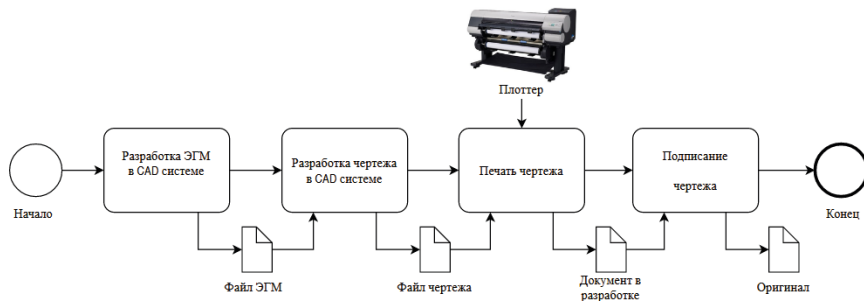 Плоттер
Разработка ЭГМ
в CAD системе
Разработка чертежа
в CAD системе
Печать чертежа
Подписание
чертежа
Начало
Конец
Файл ЭГМ
Файл чертежа
Документ в
разработке
Оригинал